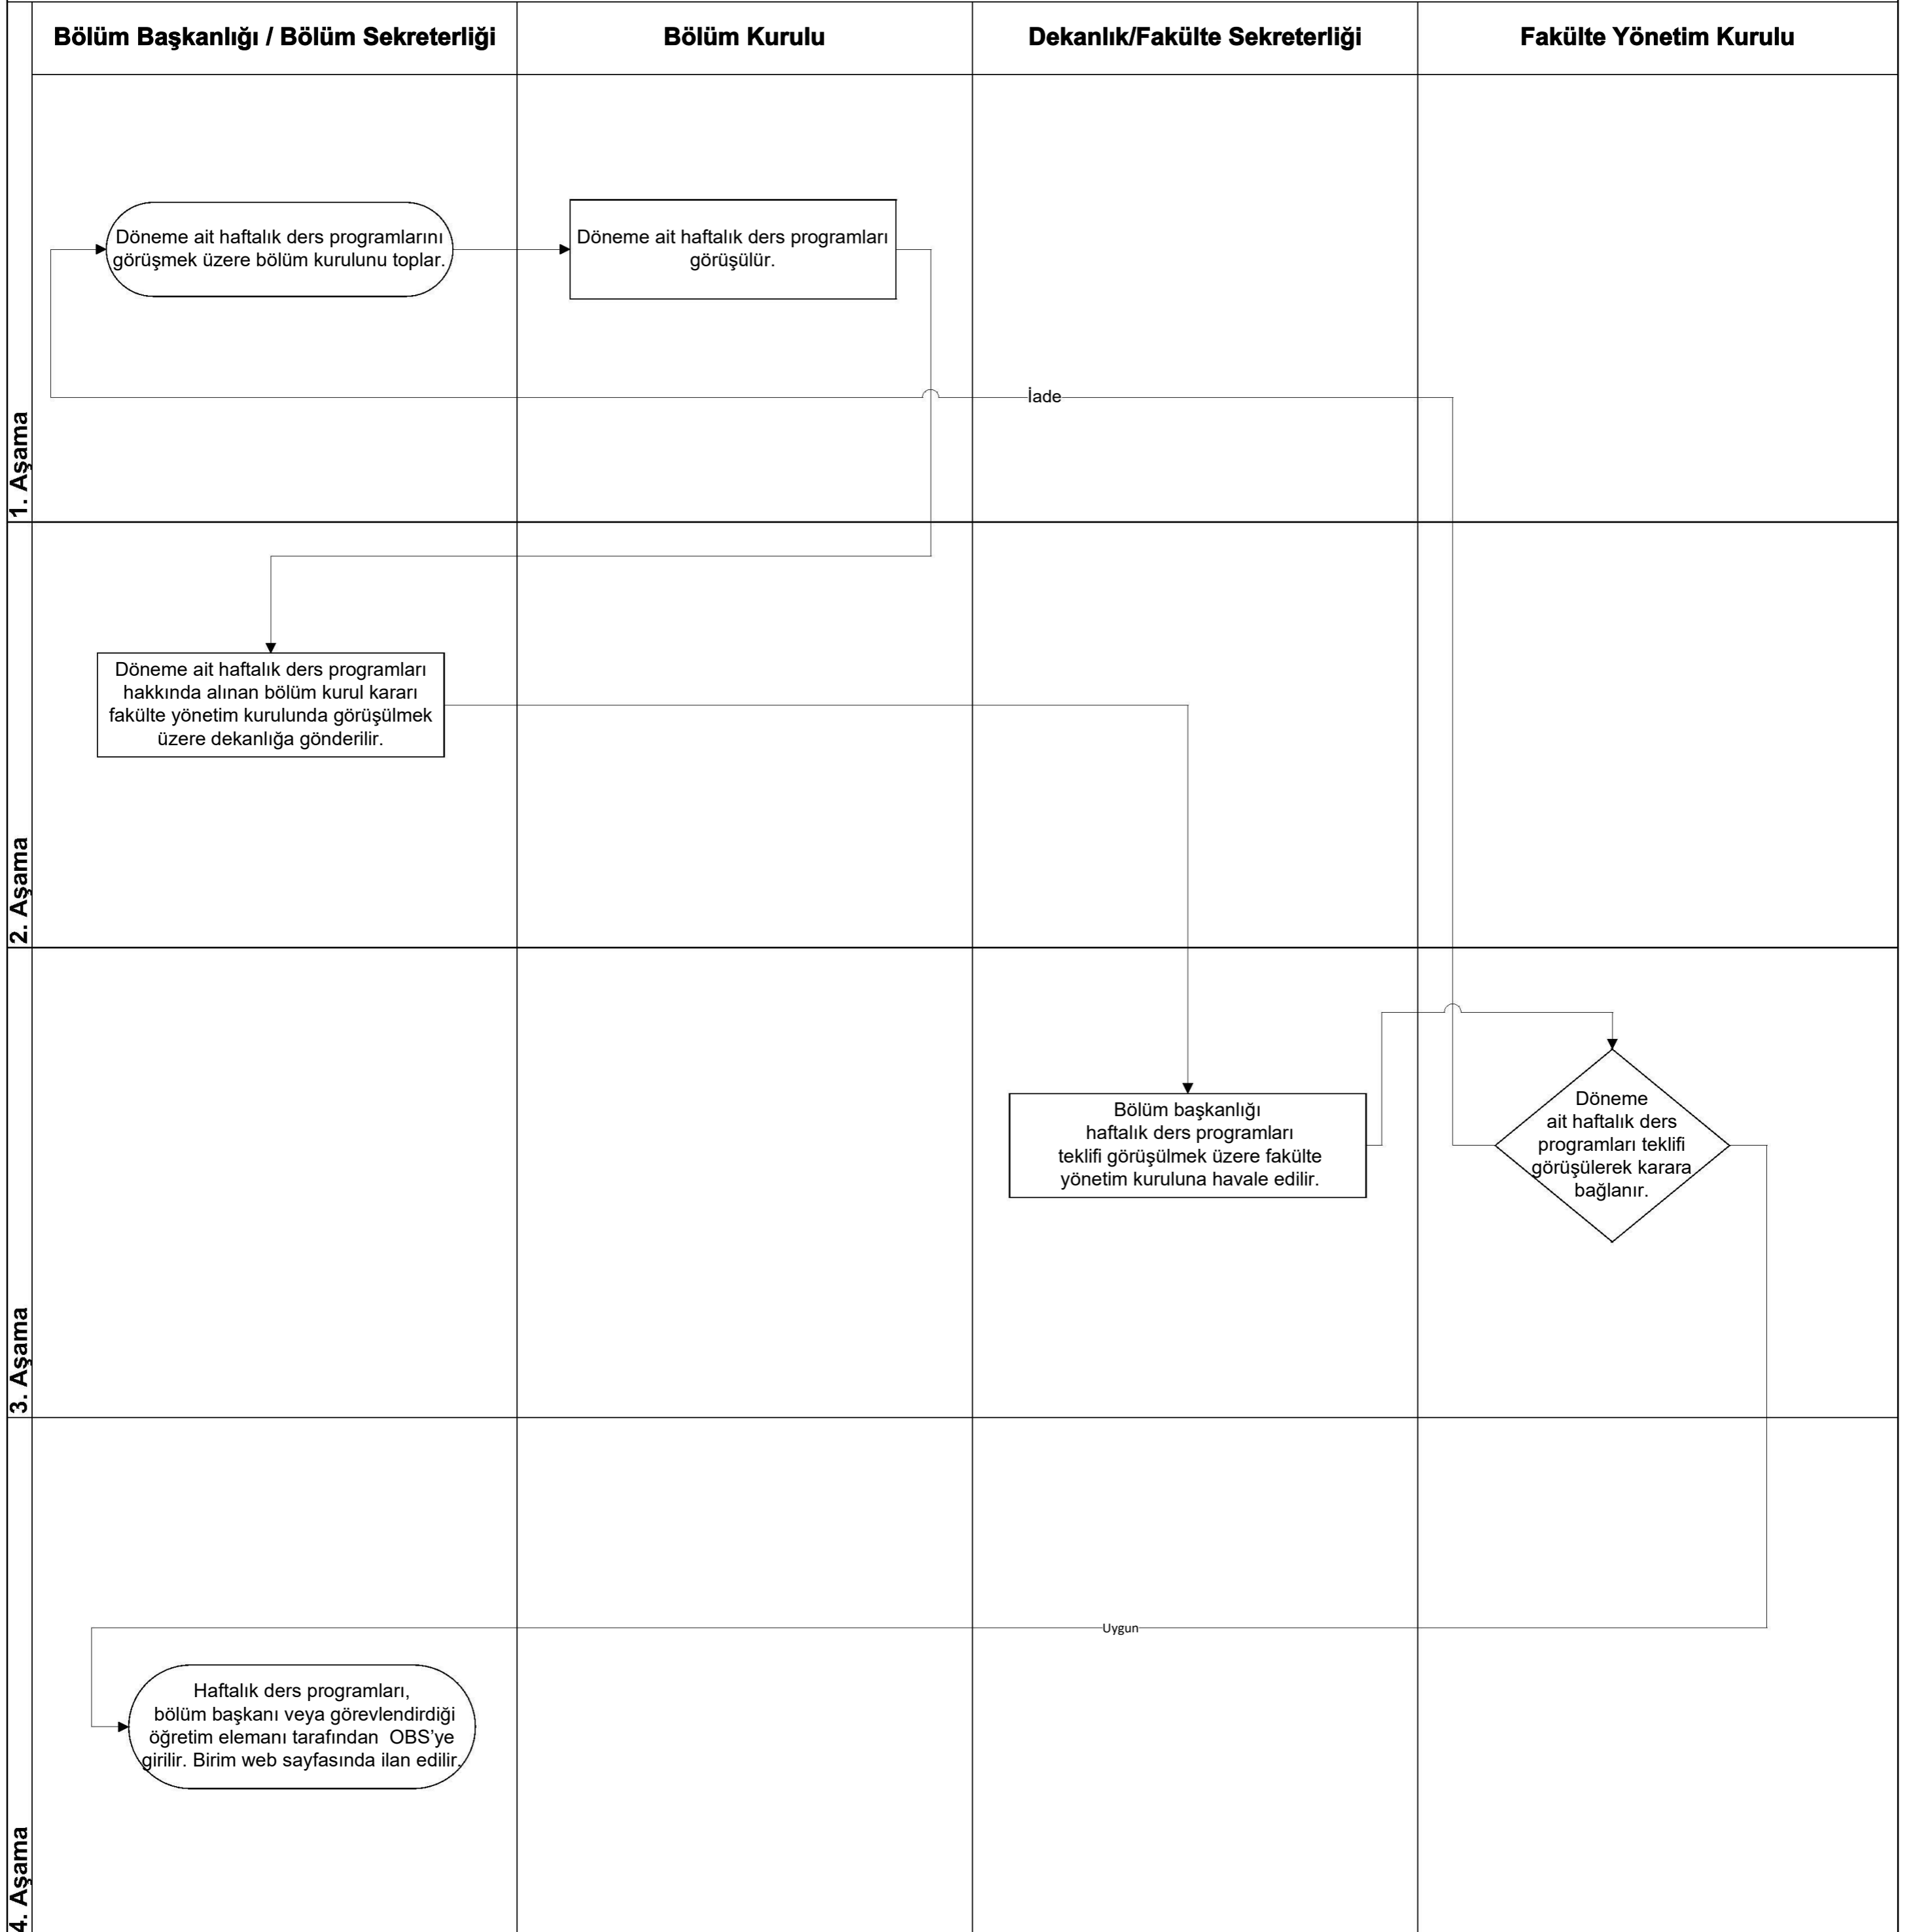 Bölüm Başkanlığı / Bölüm Sekreterliği
Bölüm Kurulu
Dekanlık/Fakülte Sekreterliği
Fakülte Yönetim Kurulu
1. Aşama
Döneme ait haftalık ders programlarını
görüşmek üzere bölüm kurulunu toplar.
Döneme ait haftalık ders programları
görüşülür.
İade
2. Aşama
Döneme ait haftalık ders programları
hakkında alınan bölüm kurul kararı
fakülte yönetim kurulunda görüşülmek
üzere dekanlığa gönderilir.
3. Aşama
Bölüm başkanlığı
haftalık ders programları
teklifi görüşülmek üzere fakülte
yönetim kuruluna havale edilir.
Döneme
ait haftalık ders
programları teklifi
görüşülerek karara
bağlanır.
4. Aşama
Uygun
Haftalık ders programları,
bölüm başkanı veya görevlendirdiği
öğretim elemanı tarafından  OBS’ye
girilir. Birim web sayfasında ilan edilir.